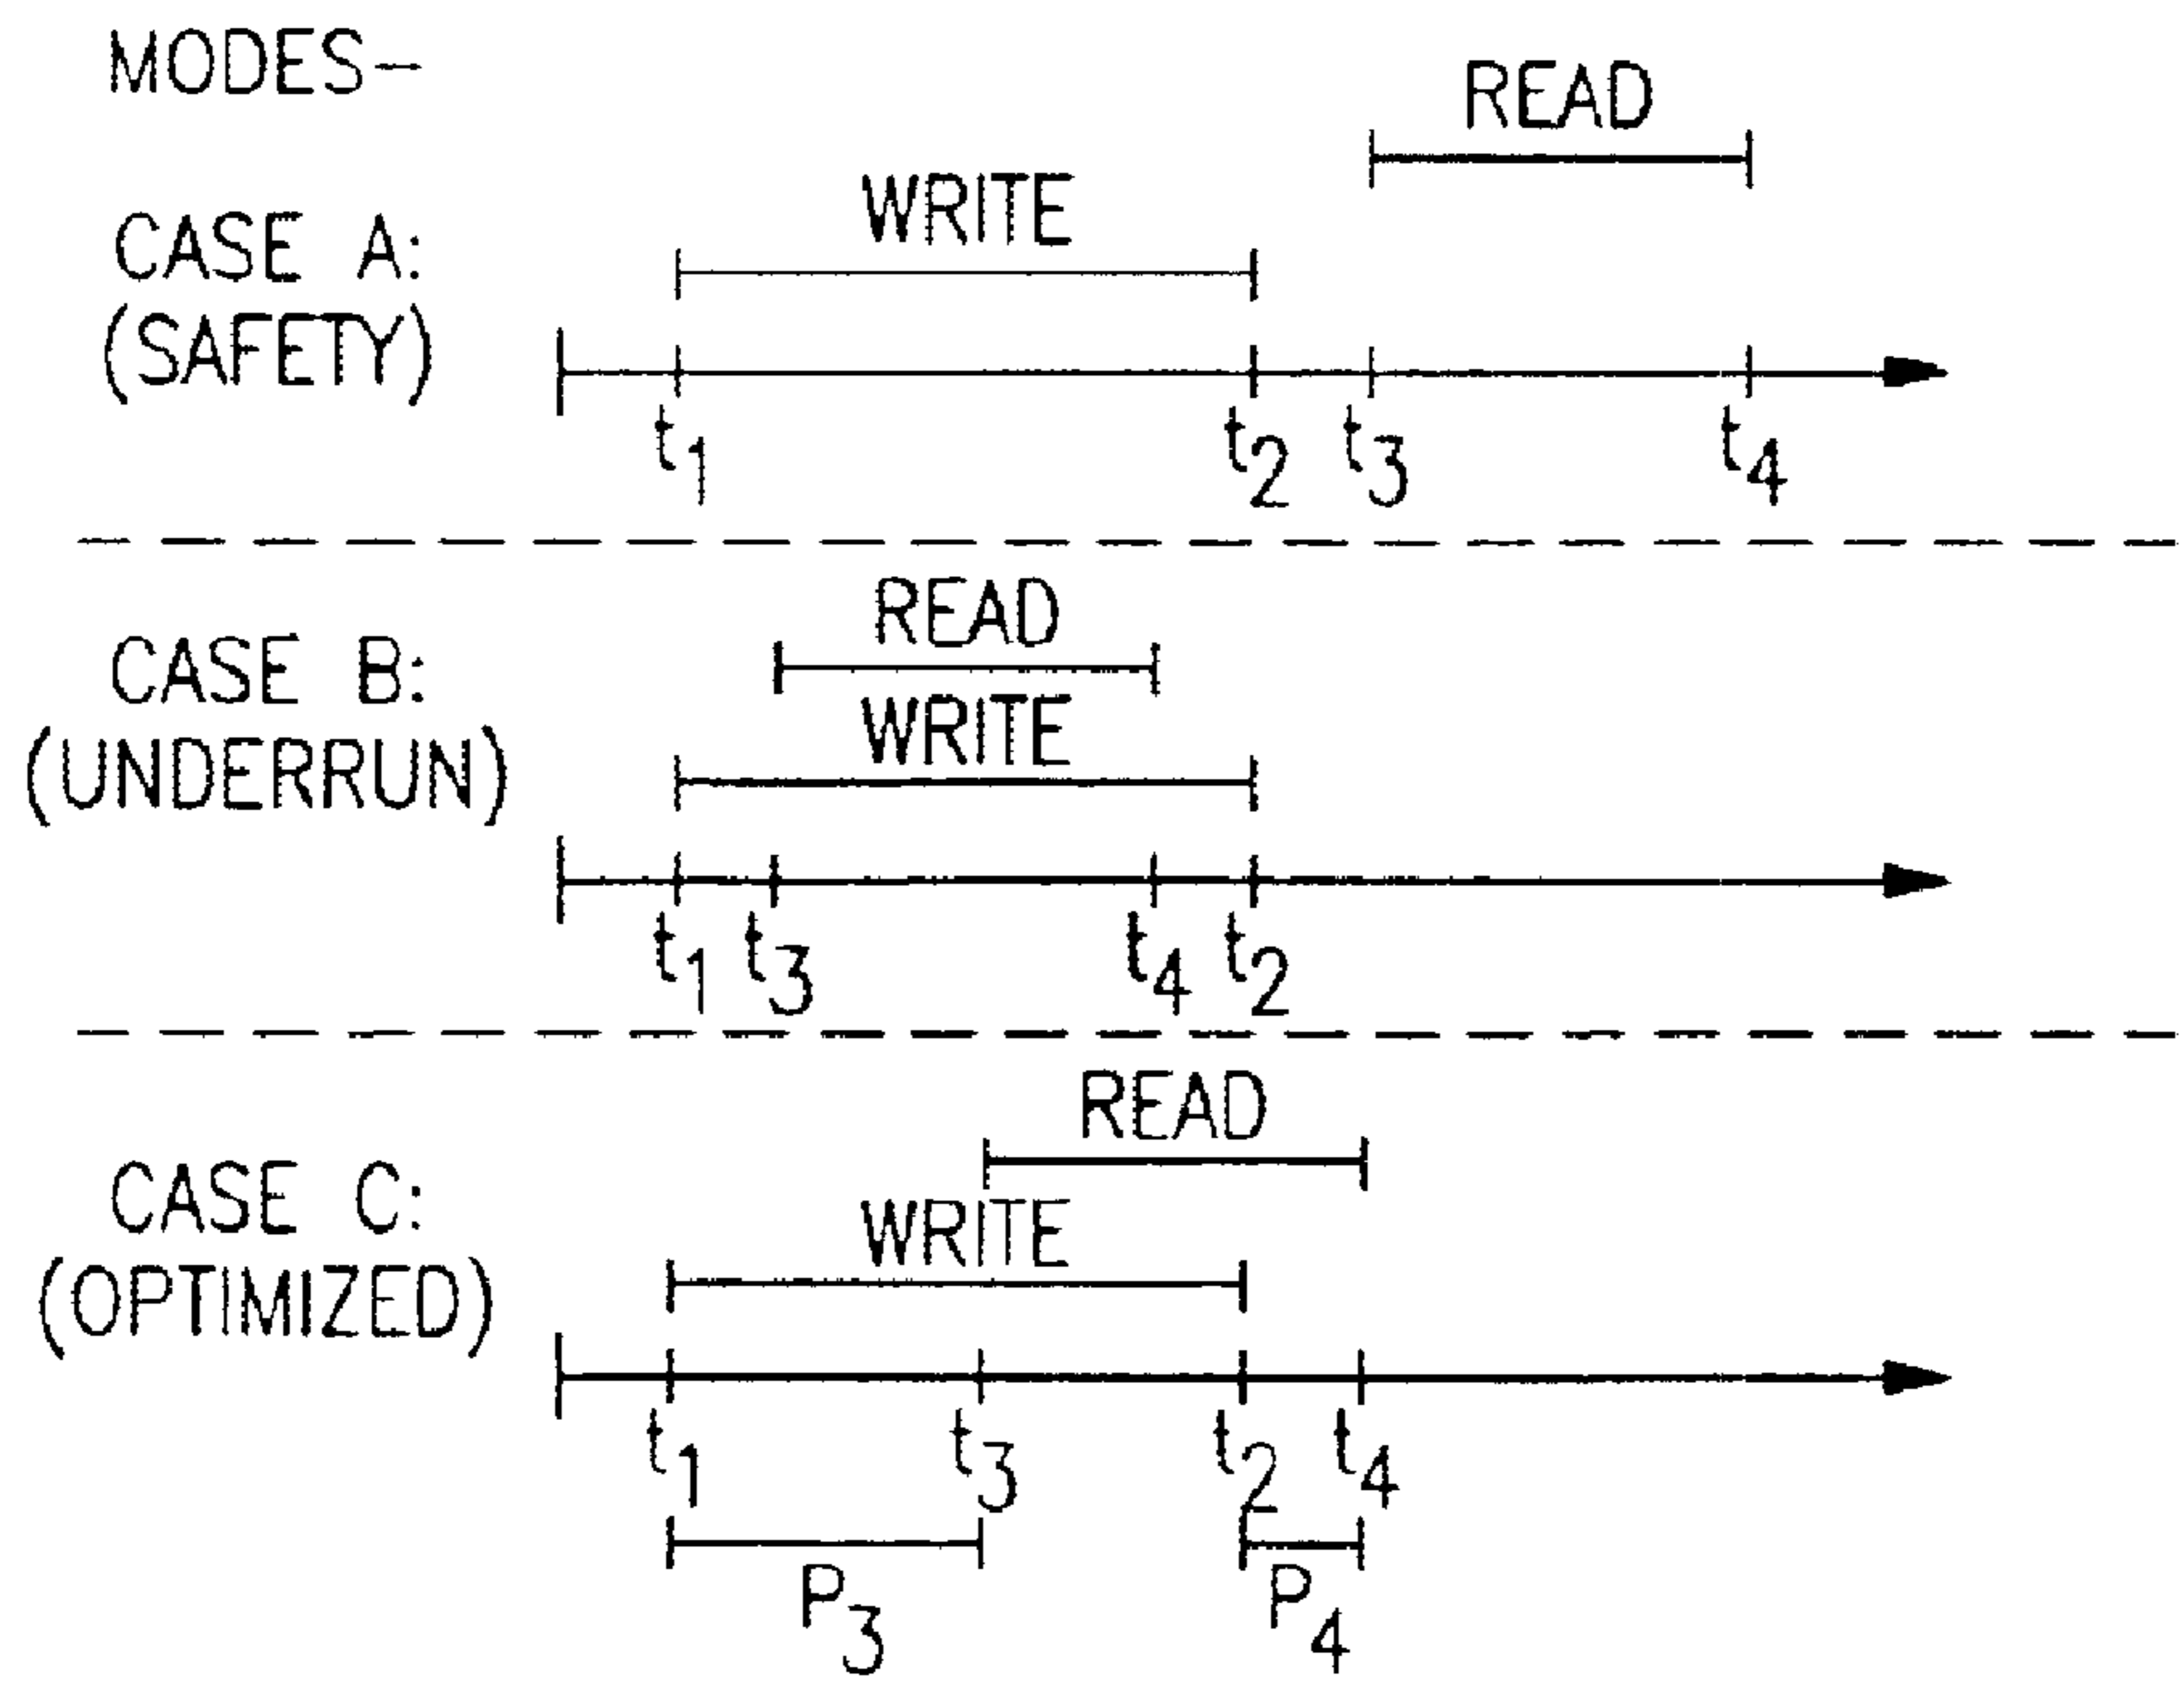 MODES-
READ
WRITE
CASE A:
(SAFETY)
t1 t2 t3 t4
READ
CASE B:
WRITE
(UNDERRUN)
t1 t3 t4 t2
READ
CASE C:
WRITE
(OPTIMIZED)
t1 t3 t2 t4
P3 P4